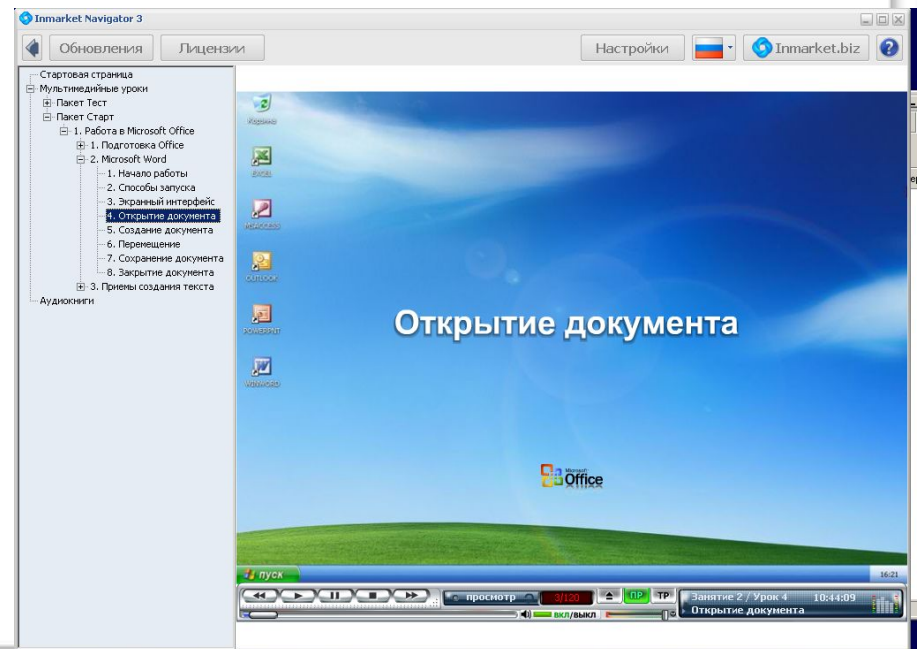 Inmarket Navigator 3
Обновления
Лицензии
Настройки
Inmarket.biz
Стартовая страница
Мультимедийные уроки
Пакет Тест
Пакет Старт
1. Работа в Microsoft Office
1. Подготовка Office
2. Microsoft Word
1. Начало работы
2. Способы запуска
3. Экранный интерфейс
4. Открытие документа
5. Создание документа
6. Перемещение
7. Сохранение документа
8. Закрытие документа
3. Приемы создания текста
Аудиокниги
Корзина
EXCEL
MSACCESS
OUTLOOK
POWERPNT
WINWORD
Открытие документа
Microsoft
Office
пуск
16:21
просмотр
3/120
ПР
ТР
Занятие 2 / Урок 4
10:44:09
вкл/выкл
Открытие документа